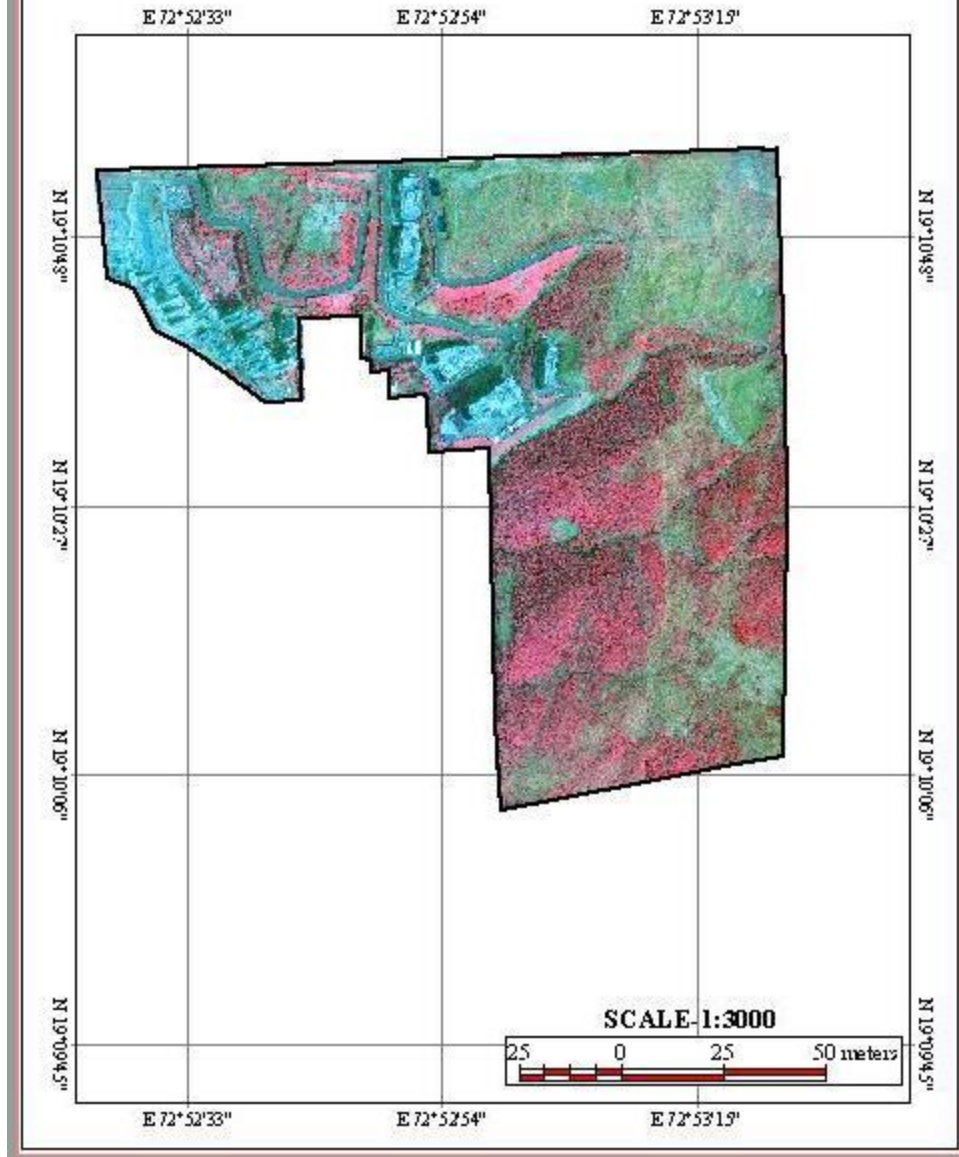 E 72°52'33" E 72°52'54" E 72°53'15"
N 19°10'48" N 19°10'48"
N 19°10'27" N 19°10'27"
N 19°10'06" N 19°10'06"
SCALE-1:3000
25 0 25 50 meters
N 19°09'45" N 19°09'45"
E 72°52'33" E 72°52'54" E 72°53'15"